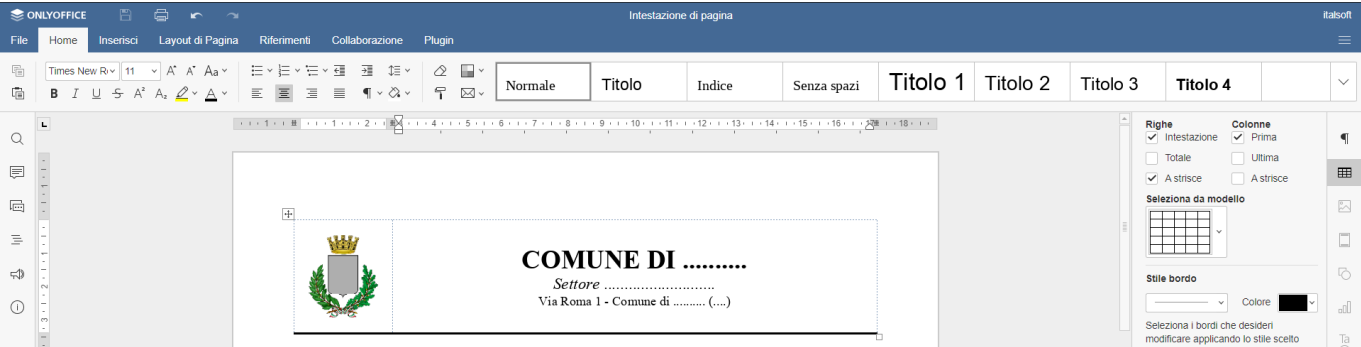 ONLYOFFICE
Intestazione di pagina
italsoft
File Home Inserisci Layout di Pagina Riferimenti Collaborazione Plugin
Times New R 11
Normale Titolo Indice Senza spazi Titolo 1 Titolo 2 Titolo 3 Titolo 4
Righe Colonne
Intestazione Prima
Totale Ultima
A strisce A strisce
Seleziona da modello
COMUNE DI ..........
Settore ...........................
Via Roma 1 - Comune di .......... (....)
Stile bordo
Colore
Seleziona i bordi che desideri
modificare applicando lo stile scelto